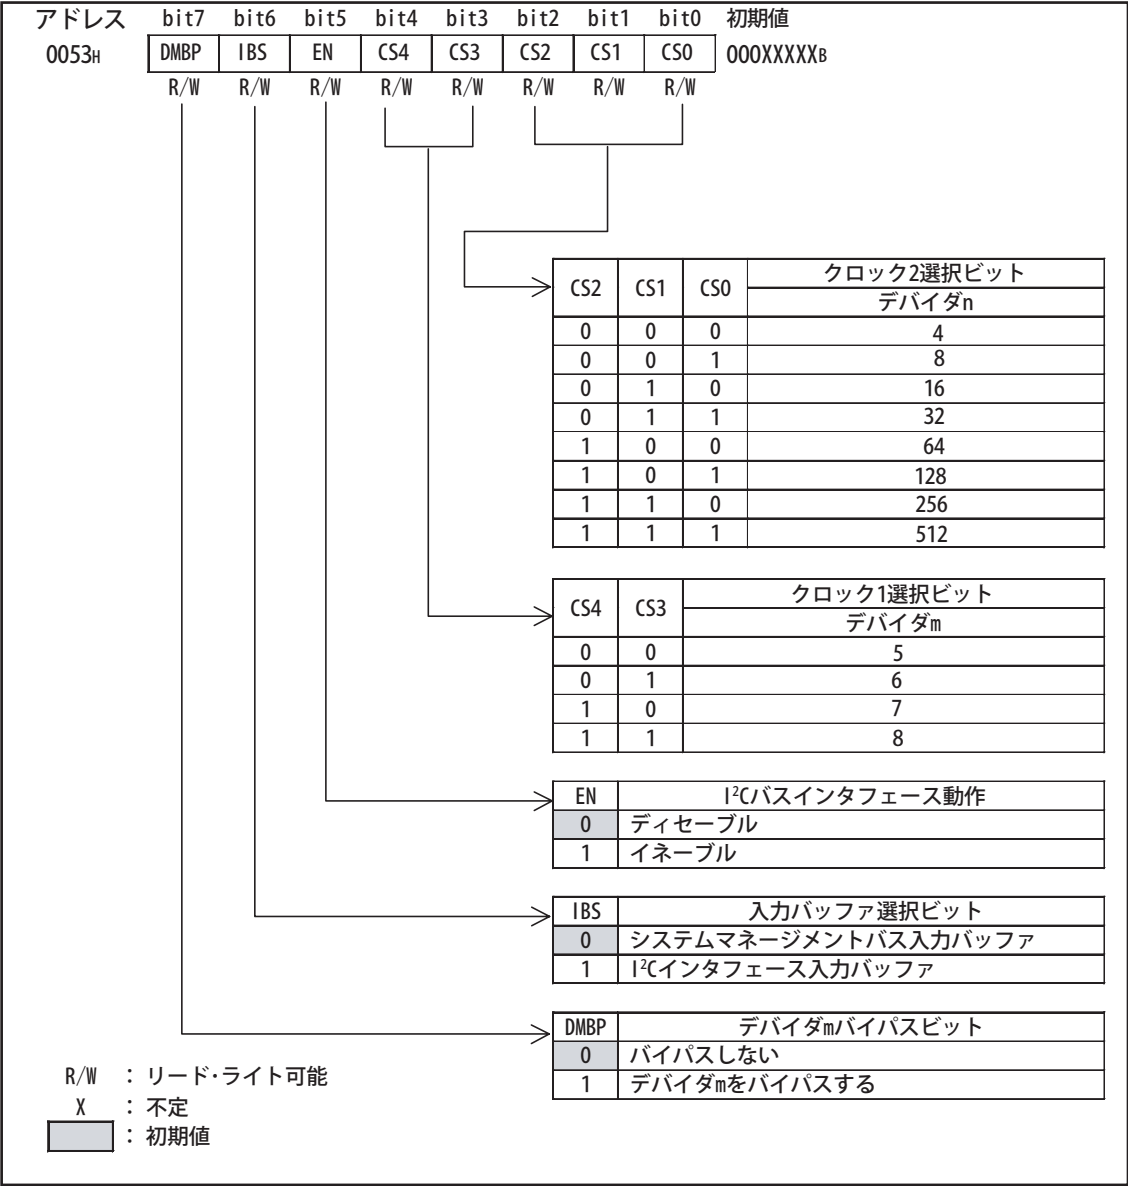 アドレス bit7 bit6 bit5 bit4 bit3 bit2 bit1 bit0 初期値
0053H DMBP IBS EN CS4 CS3 CS2 CS1 CS0 000XXXXXB
R/W R/W R/W R/W R/W R/W R/W R/W
CS2 CS1 CS0 クロック2選択ビット
デバイダn
0 0 0 4
0 0 1 8
0 1 0 16
0 1 1 32
1 0 0 64
1 0 1 128
1 1 0 256
1 1 1 512
CS4 CS3 クロック1選択ビット
デバイダm
0 0 5
0 1 6
1 0 7
1 1 8
EN I²Cバスインタフェース動作
0 ディセーブル
1 イネーブル
IBS 入力バッファ選択ビット
0 システムマネージメントバス入力バッファ
1 I²Cインタフェース入力バッファ
DMBP デバイダmバイパスビット
0 バイパスしない
1 デバイダmをバイパスする
R/W : リード・ライト可能
X : 不定
: 初期値